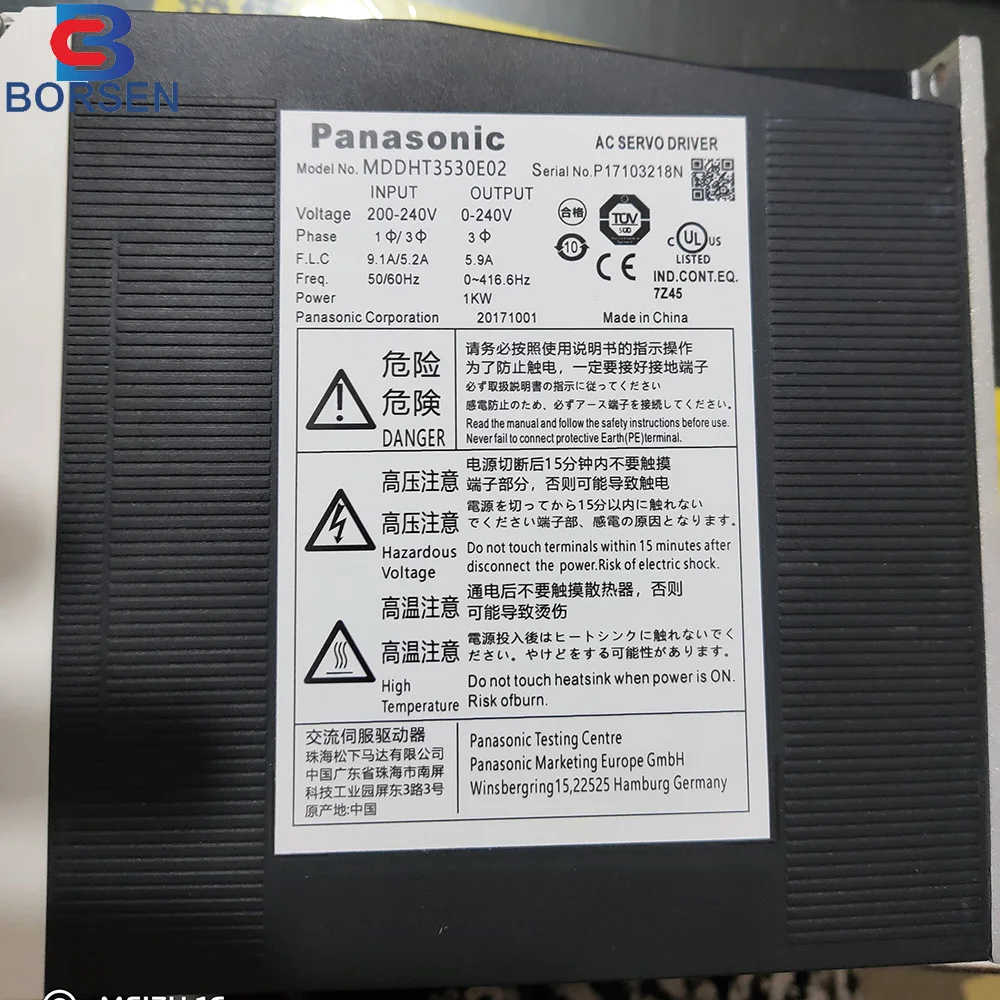 BORSEN
Panasonic
AC SERVO DRIVER
Model No. MDDHT3530E02
Serial No.P17103218N
INPUT OUTPUT
Voltage 200-240V 0-240V
Phase 1Φ/3Φ 3Φ
F.L.C 9.1A/5.2A 5.9A
Freq. 50/60Hz 0~416.6Hz
Power 1KW
Panasonic Corporation 20171001 Made in China
合格
10
TÜV
SÜD
CE
c UL US
LISTED
IND.CONT.EQ.
7Z45
危险
危険
DANGER
请务必按照使用说明书的指示操作
为了防止触电，一定要接好接地端子
必ず取扱説明書の指示に従ってください
感電防止のため、必ずアース端子を接続してください。
Read the manual and follow the safety instructions before use.
Never fail to connect protective Earth(PE)terminal.
高压注意
高圧注意
Hazardous
Voltage
电源切断后15分钟内不要触摸
端子部分，否则可能导致触电
電源を切ってから15分以内に触れない
でください端子部、感電の原因となります。
Do not touch terminals within 15 minutes after
disconnect the power.Risk of electric shock.
高温注意
高温注意
High
Temperature
通电后不要触摸散热器，否则
可能导致烫伤
電源投入後はヒートシンクに触れないでく
ださい。やけどをする可能性があります。
Do not touch heatsink when power is ON.
Risk ofburn.
交流伺服驱动器
珠海松下马达有限公司
中国广东省珠海市南屏
科技工业园屏东3路3号
原产地:中国
Panasonic Testing Centre
Panasonic Marketing Europe GmbH
Winsbergring15,22525 Hamburg Germany